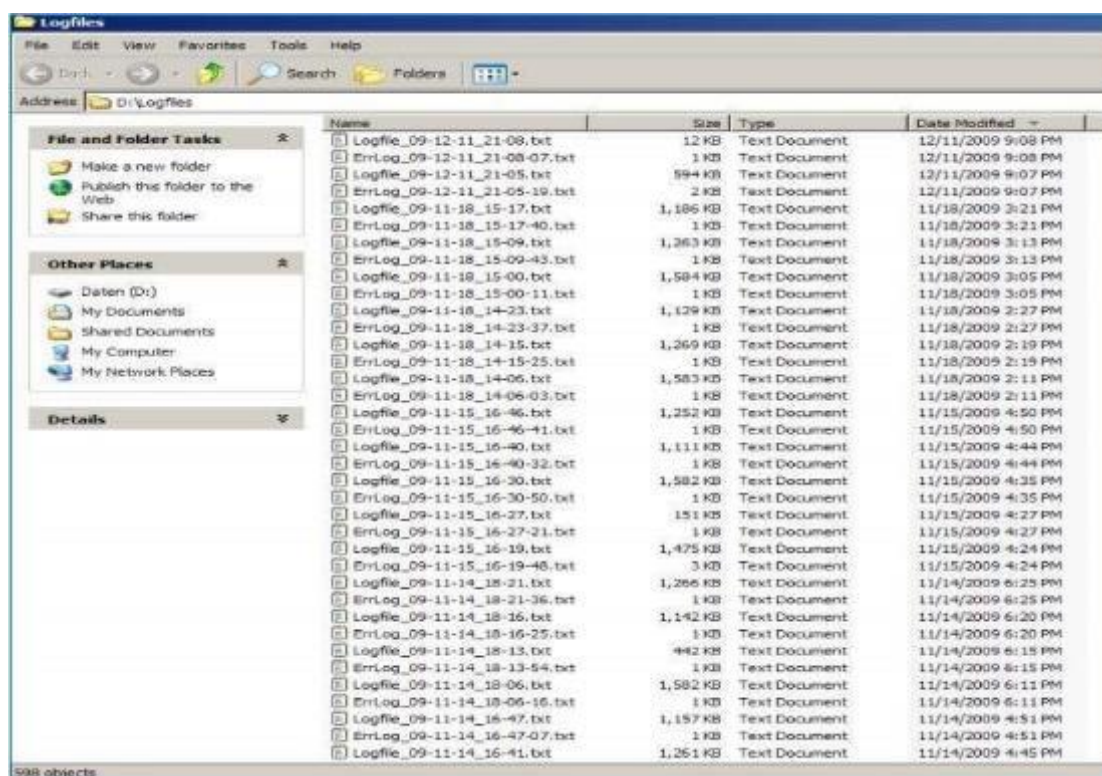 Logfiles
File Edit View Favorites Tools Help
Back Search Folders
Address D:\Logfiles
File and Folder Tasks
Make a new folder
Publish this folder to the
Web
Share this folder
Other Places
Daten (D:)
My Documents
Shared Documents
My Computer
My Network Places
Details
Name Size Type Date Modified
Logfile_09-12-11_21-08.txt 12 KB Text Document 12/11/2009 9:08 PM
ErrLog_09-12-11_21-08-07.txt 1 KB Text Document 12/11/2009 9:08 PM
Logfile_09-12-11_21-05.txt 594 KB Text Document 12/11/2009 9:07 PM
ErrLog_09-12-11_21-05-19.txt 2 KB Text Document 12/11/2009 9:07 PM
Logfile_09-11-18_15-17.txt 1,186 KB Text Document 11/18/2009 3:21 PM
ErrLog_09-11-18_15-17-40.txt 1 KB Text Document 11/18/2009 3:21 PM
Logfile_09-11-18_15-09.txt 1,263 KB Text Document 11/18/2009 3:13 PM
ErrLog_09-11-18_15-09-43.txt 1 KB Text Document 11/18/2009 3:13 PM
Logfile_09-11-18_15-00.txt 1,584 KB Text Document 11/18/2009 3:05 PM
ErrLog_09-11-18_15-00-11.txt 1 KB Text Document 11/18/2009 3:05 PM
Logfile_09-11-18_14-23.txt 1,129 KB Text Document 11/18/2009 2:27 PM
ErrLog_09-11-18_14-23-37.txt 1 KB Text Document 11/18/2009 2:27 PM
Logfile_09-11-18_14-15.txt 1,269 KB Text Document 11/18/2009 2:19 PM
ErrLog_09-11-18_14-15-25.txt 1 KB Text Document 11/18/2009 2:19 PM
Logfile_09-11-18_14-06.txt 1,583 KB Text Document 11/18/2009 2:11 PM
ErrLog_09-11-18_14-06-03.txt 1 KB Text Document 11/18/2009 2:11 PM
Logfile_09-11-15_16-46.txt 1,252 KB Text Document 11/15/2009 4:50 PM
ErrLog_09-11-15_16-46-41.txt 1 KB Text Document 11/15/2009 4:50 PM
Logfile_09-11-15_16-40.txt 1,111 KB Text Document 11/15/2009 4:44 PM
ErrLog_09-11-15_16-40-32.txt 1 KB Text Document 11/15/2009 4:44 PM
Logfile_09-11-15_16-30.txt 1,582 KB Text Document 11/15/2009 4:35 PM
ErrLog_09-11-15_16-30-50.txt 1 KB Text Document 11/15/2009 4:35 PM
Logfile_09-11-15_16-27.txt 151 KB Text Document 11/15/2009 4:27 PM
ErrLog_09-11-15_16-27-21.txt 1 KB Text Document 11/15/2009 4:27 PM
Logfile_09-11-15_16-19.txt 1,475 KB Text Document 11/15/2009 4:24 PM
ErrLog_09-11-15_16-19-48.txt 3 KB Text Document 11/15/2009 4:24 PM
Logfile_09-11-14_18-21.txt 1,266 KB Text Document 11/14/2009 6:25 PM
ErrLog_09-11-14_18-21-36.txt 1 KB Text Document 11/14/2009 6:25 PM
Logfile_09-11-14_18-16.txt 1,142 KB Text Document 11/14/2009 6:20 PM
ErrLog_09-11-14_18-16-25.txt 1 KB Text Document 11/14/2009 6:20 PM
Logfile_09-11-14_18-13.txt 442 KB Text Document 11/14/2009 6:15 PM
ErrLog_09-11-14_18-13-54.txt 1 KB Text Document 11/14/2009 6:15 PM
Logfile_09-11-14_18-06.txt 1,582 KB Text Document 11/14/2009 6:11 PM
ErrLog_09-11-14_18-06-16.txt 1 KB Text Document 11/14/2009 6:11 PM
Logfile_09-11-14_16-47.txt 1,157 KB Text Document 11/14/2009 4:51 PM
ErrLog_09-11-14_16-47-07.txt 1 KB Text Document 11/14/2009 4:51 PM
Logfile_09-11-14_16-41.txt 1,261 KB Text Document 11/14/2009 4:45 PM
598 objects